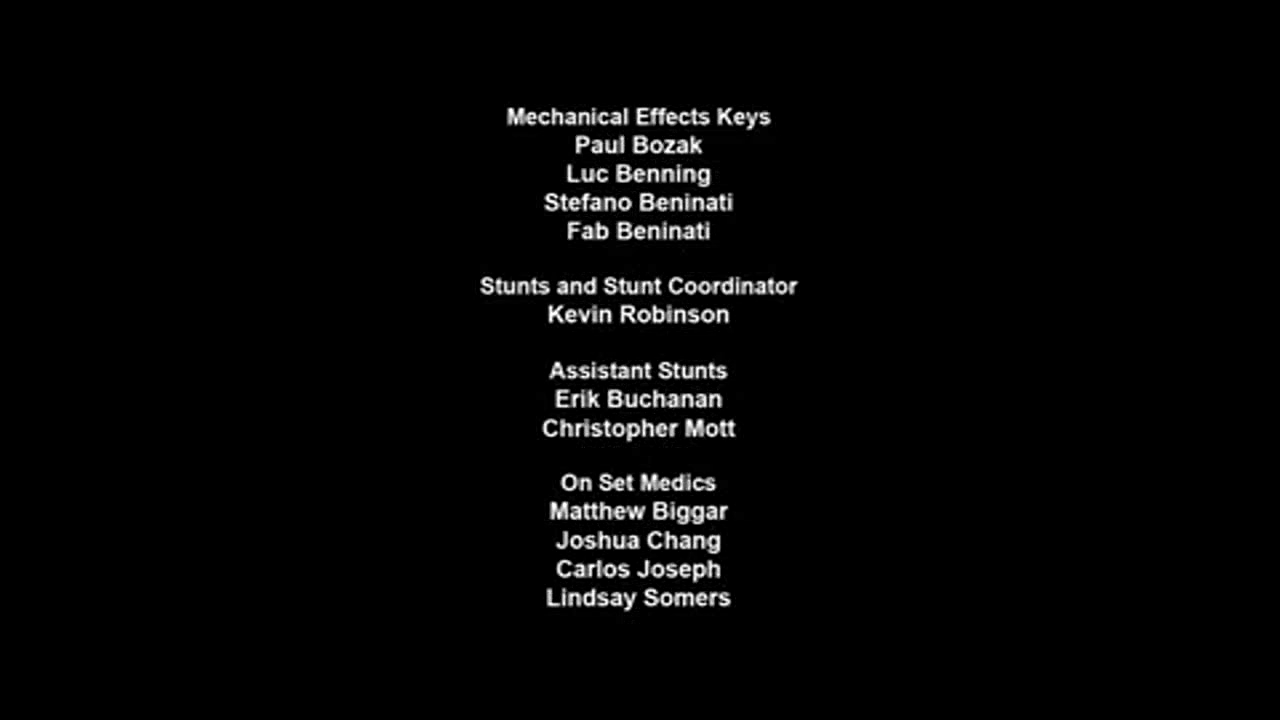 Mechanical Effects Keys
Paul Bozak
Luc Benning
Stefano Beninati
Fab Beninati
Stunts and Stunt Coordinator
Kevin Robinson
Assistant Stunts
Erik Buchanan
Christopher Mott
On Set Medics
Matthew Biggar
Joshua Chang
Carlos Joseph
Lindsay Somers